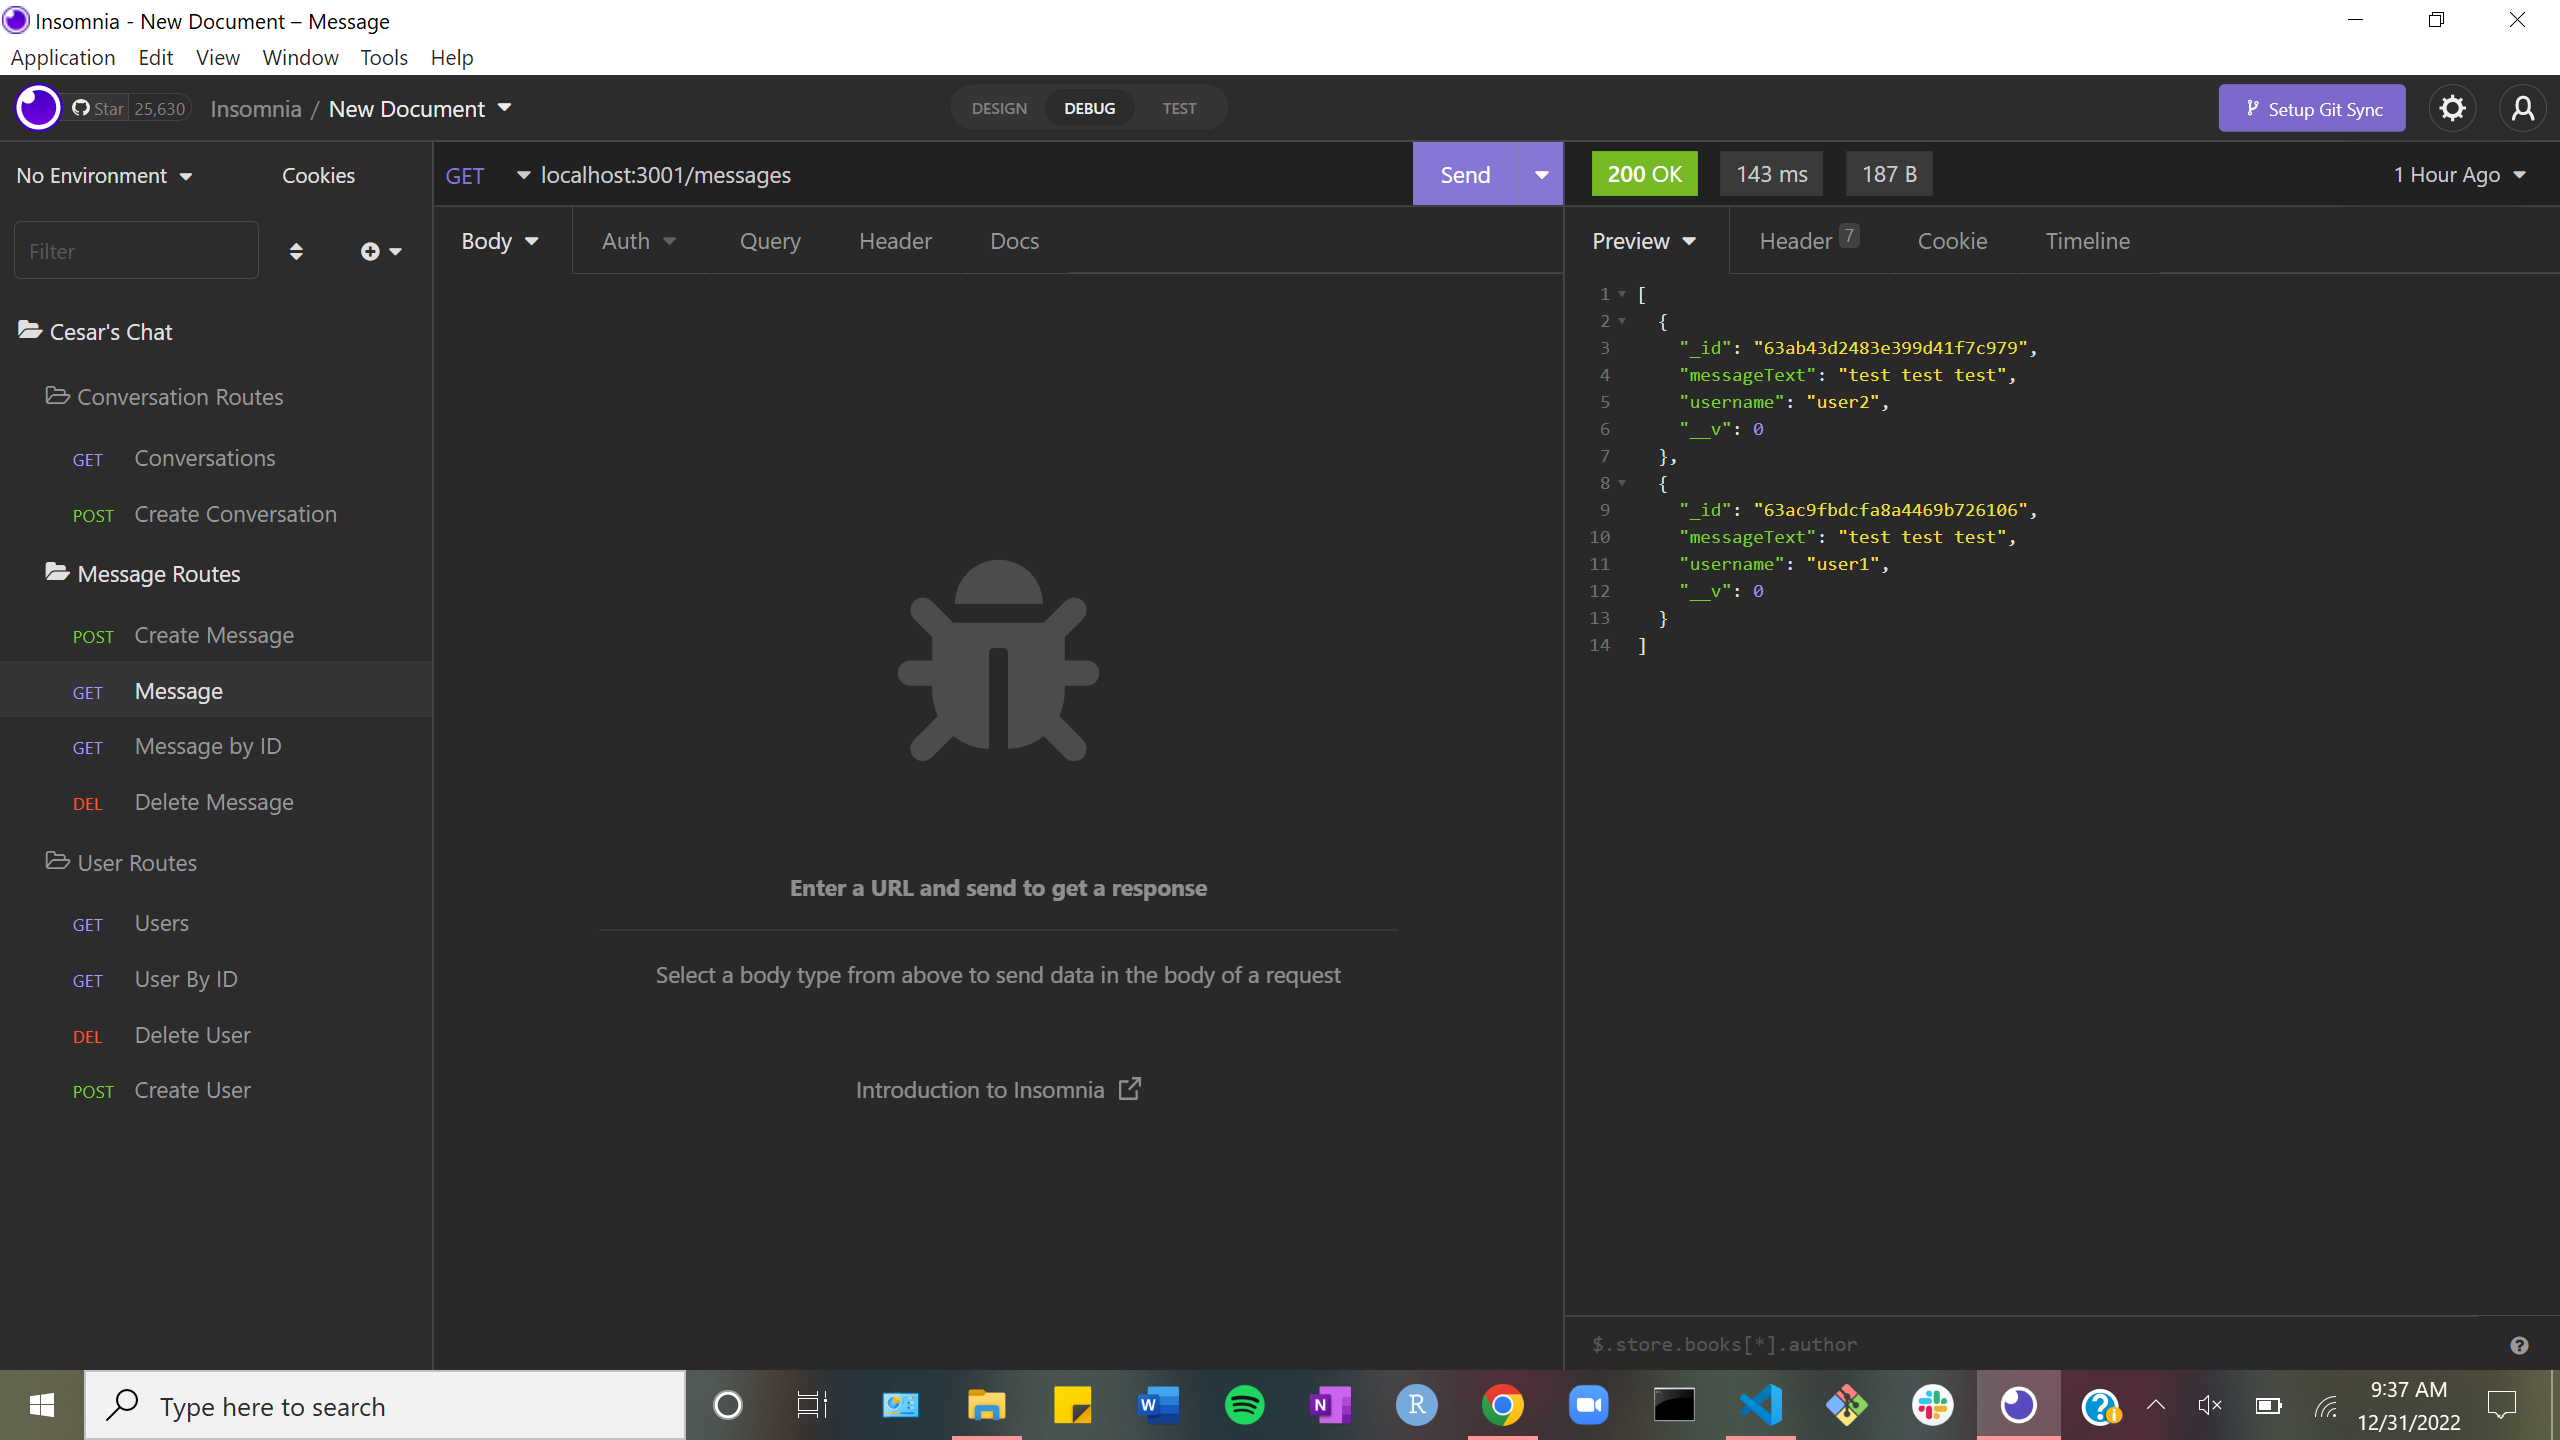 Insomnia - New Document – Message
Application Edit View Window Tools Help
Star 25,630 Insomnia / New Document
DESIGN DEBUG TEST
Setup Git Sync
No Environment Cookies
GET localhost:3001/messages Send
200 OK 143 ms 187 B 1 Hour Ago
Filter
Body Auth Query Header Docs
Preview Header 7 Cookie Timeline
Cesar's Chat
Conversation Routes
GET Conversations
POST Create Conversation
Message Routes
POST Create Message
GET Message
GET Message by ID
DEL Delete Message
User Routes
GET Users
GET User By ID
DEL Delete User
POST Create User
Enter a URL and send to get a response
Select a body type from above to send data in the body of a request
Introduction to Insomnia
1 [
2 {
3 "_id": "63ab43d2483e399d41f7c979",
4 "messageText": "test test test",
5 "username": "user2",
6 "__v": 0
7 },
8 {
9 "_id": "63ac9fbdcfa8a4469b726106",
10 "messageText": "test test test",
11 "username": "user1",
12 "__v": 0
13 }
14 ]
$.store.books[*].author
Type here to search
9:37 AM
12/31/2022